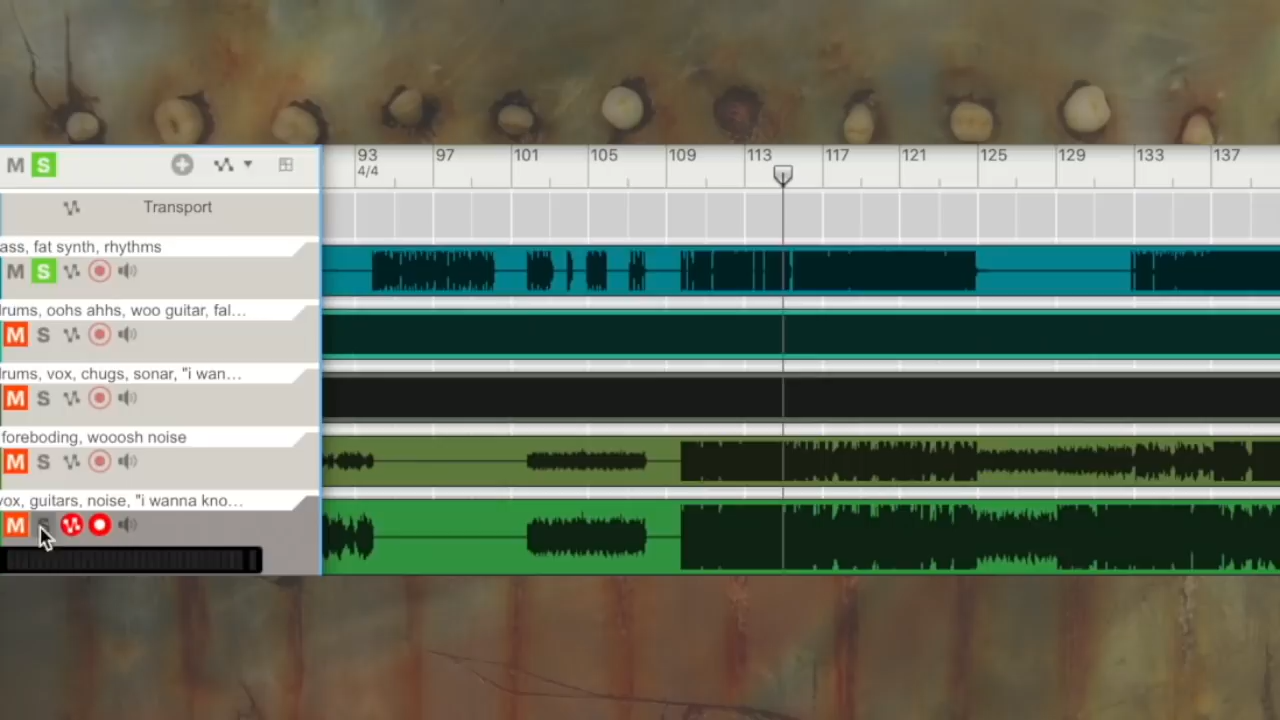 93 97 101 105 109 113 117 121 125 129 133 137
M S
4/4
Transport
ass, fat synth, rhythms
M S
rums, oohs ahhs, woo guitar, fal…
M S
rums, vox, chugs, sonar, "i wan…
M S
foreboding, wooosh noise
M S
vox, guitars, noise, "i wanna kno…
M S